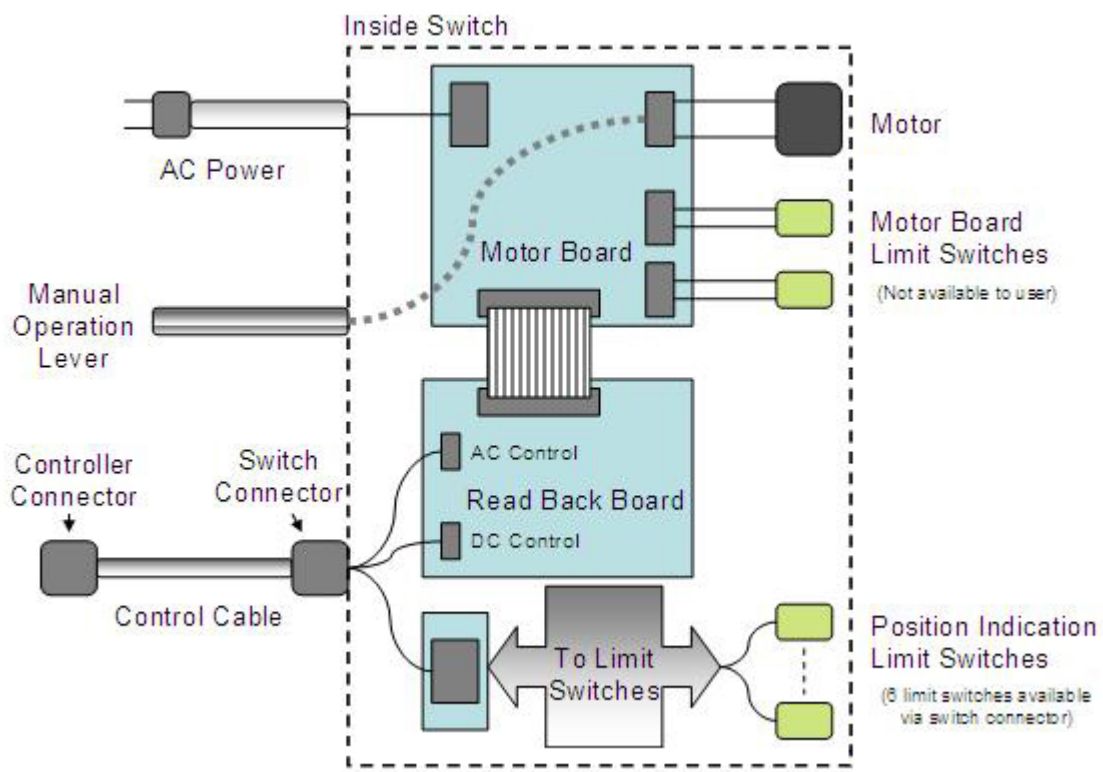 Inside Switch
AC Power
Motor
Motor Board
Motor Board
Limit Switches
(Not available to user)
Manual
Operation
Lever
AC Control
Read Back Board
DC Control
Controller
Connector
Switch
Connector
Control Cable
To Limit
Switches
Position Indication
Limit Switches
(6 limit switches available
via switch connector)